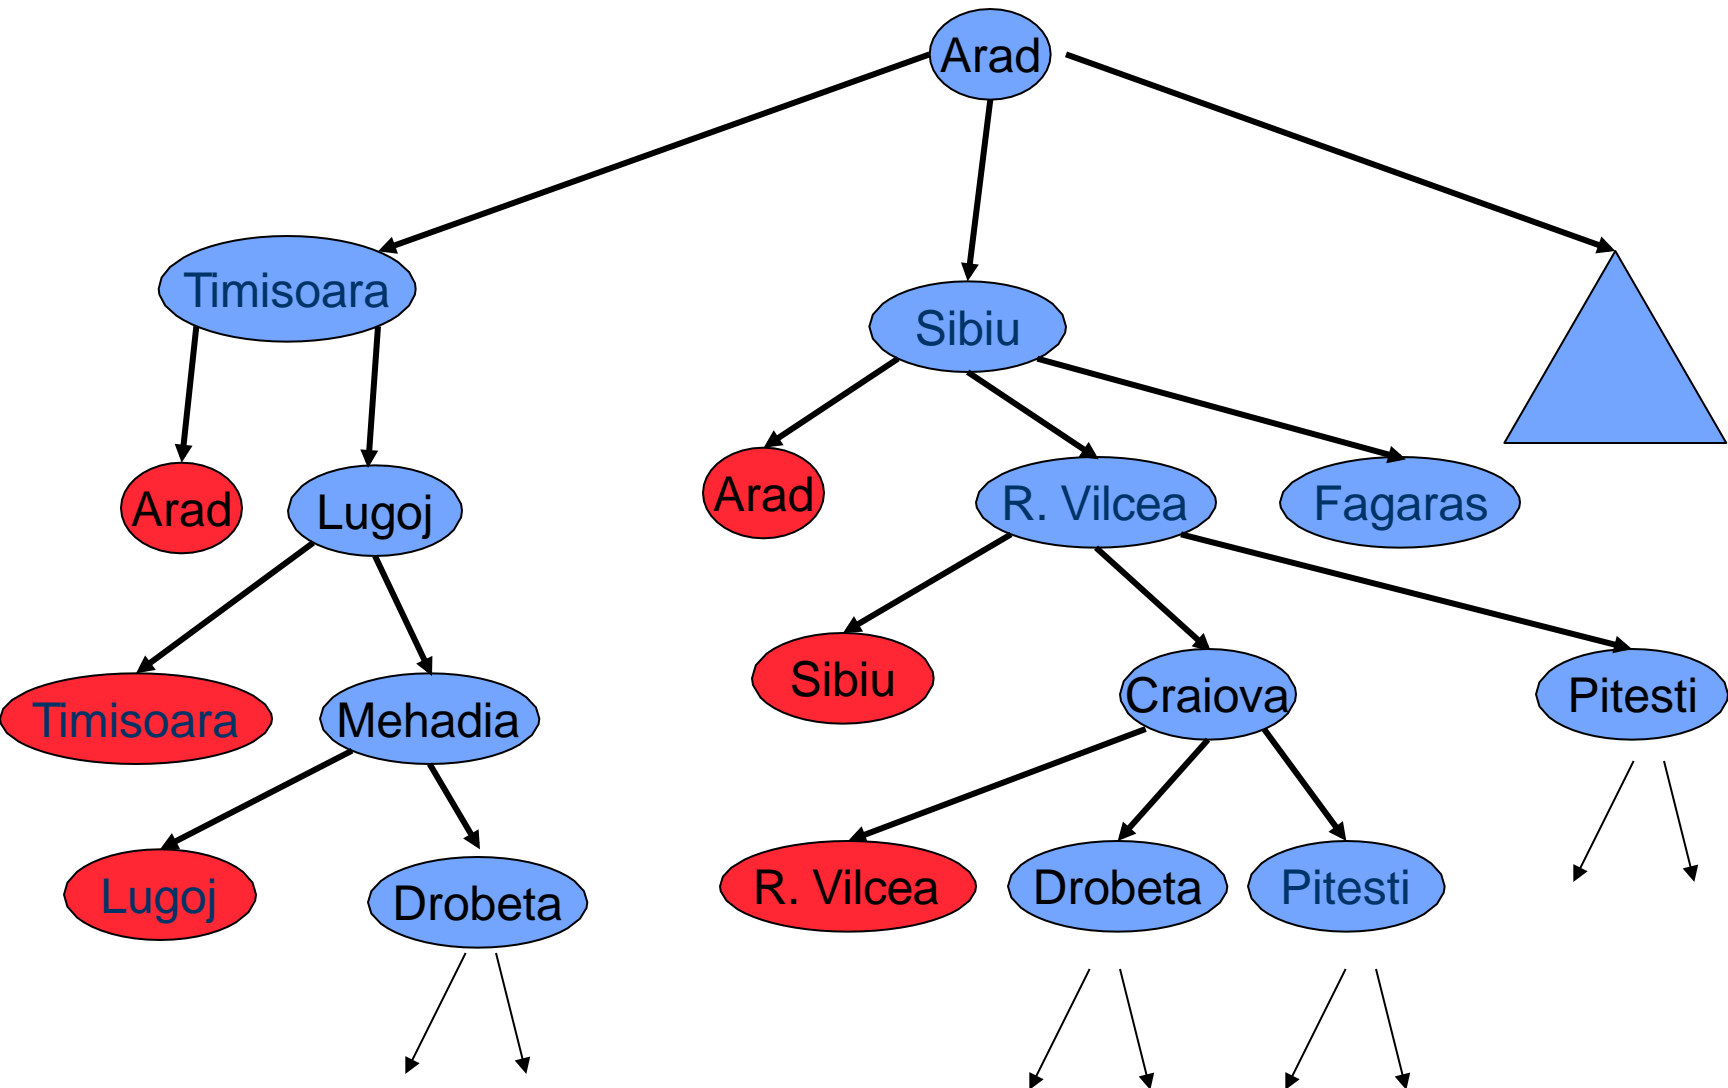 Arad
Timisoara
Sibiu
Arad
Lugoj
Arad
R. Vilcea
Fagaras
Timisoara
Mehadia
Sibiu
Craiova
Pitesti
Lugoj
Drobeta
R. Vilcea
Drobeta
Pitesti